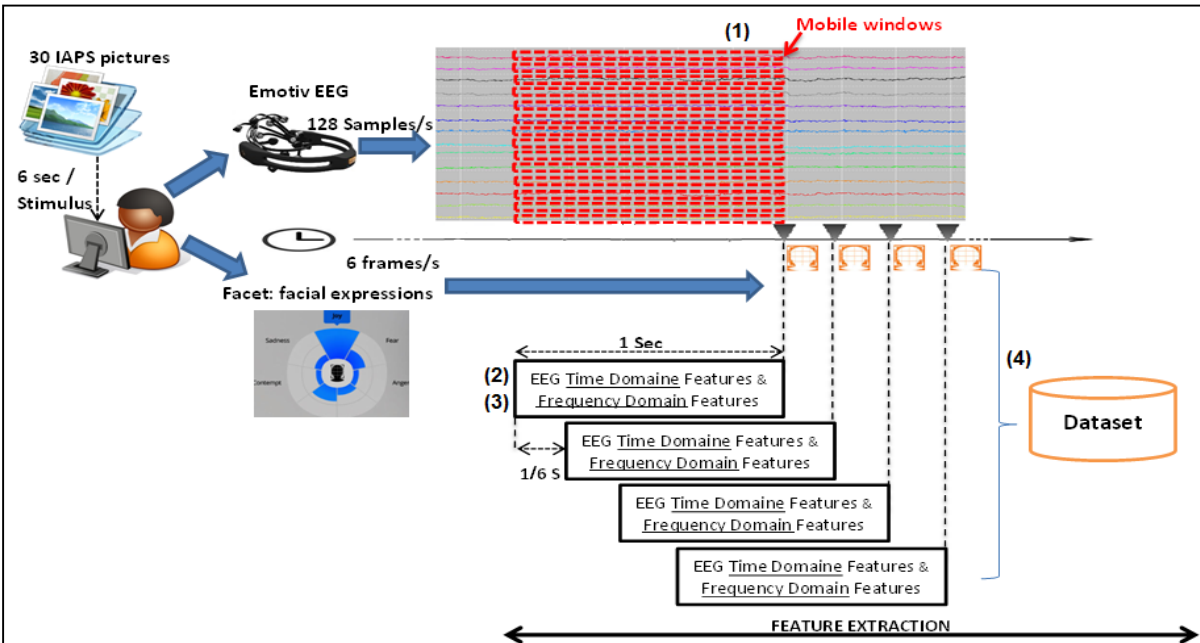 (1)
Mobile windows
30 IAPS pictures
Emotiv EEG
128 Samples/s
6 sec /
Stimulus
6 frames/s
Facet: facial expressions
Joy
Sadness
Fear
Contempt
Anger
1 Sec
(2)
(3)
EEG Time Domaine Features &
Frequency Domain Features
1/6 S
EEG Time Domaine Features &
Frequency Domain Features
EEG Time Domaine Features &
Frequency Domain Features
EEG Time Domaine Features &
Frequency Domain Features
(4)
Dataset
FEATURE EXTRACTION